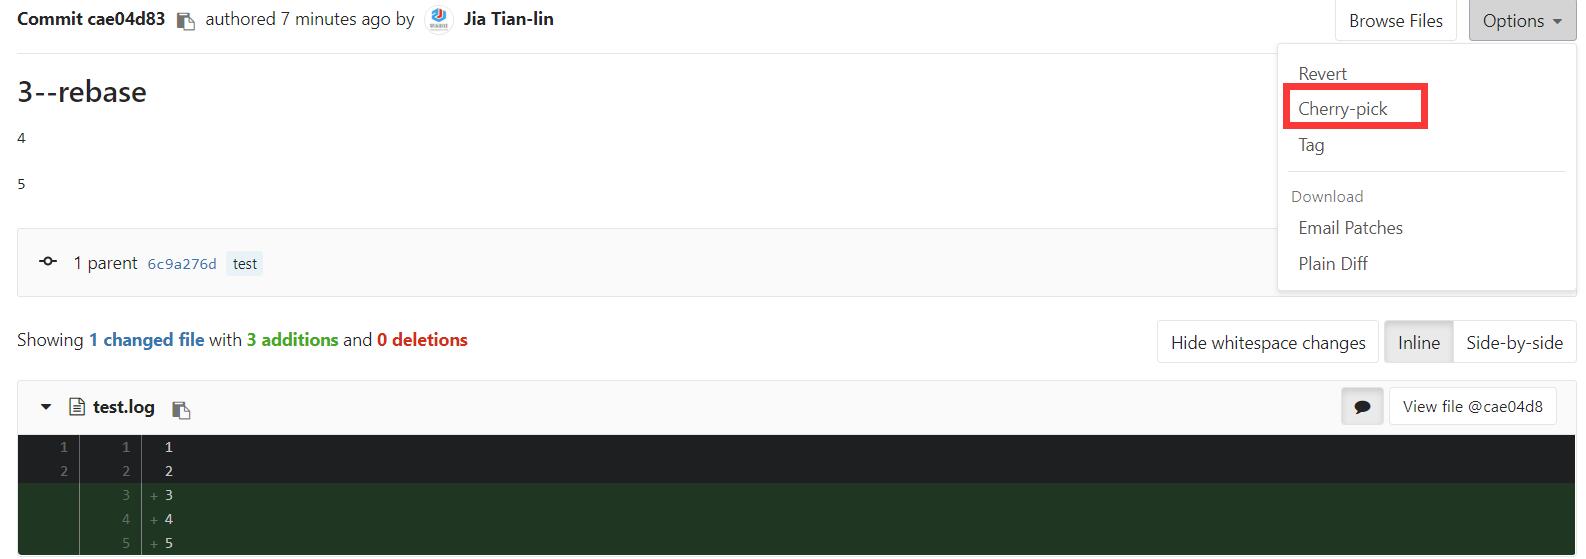 Commit cae04d83 authored 7 minutes ago by Jia Tian-lin
Browse Files Options
Revert
Cherry-pick
Tag
Download
Email Patches
Plain Diff
3--rebase
4
5
1 parent 6c9a276d test
Showing 1 changed file with 3 additions and 0 deletions
Hide whitespace changes Inline Side-by-side
test.log View file @cae04d8
1 1 1
2 2 2
3 + 3
4 + 4
5 + 5